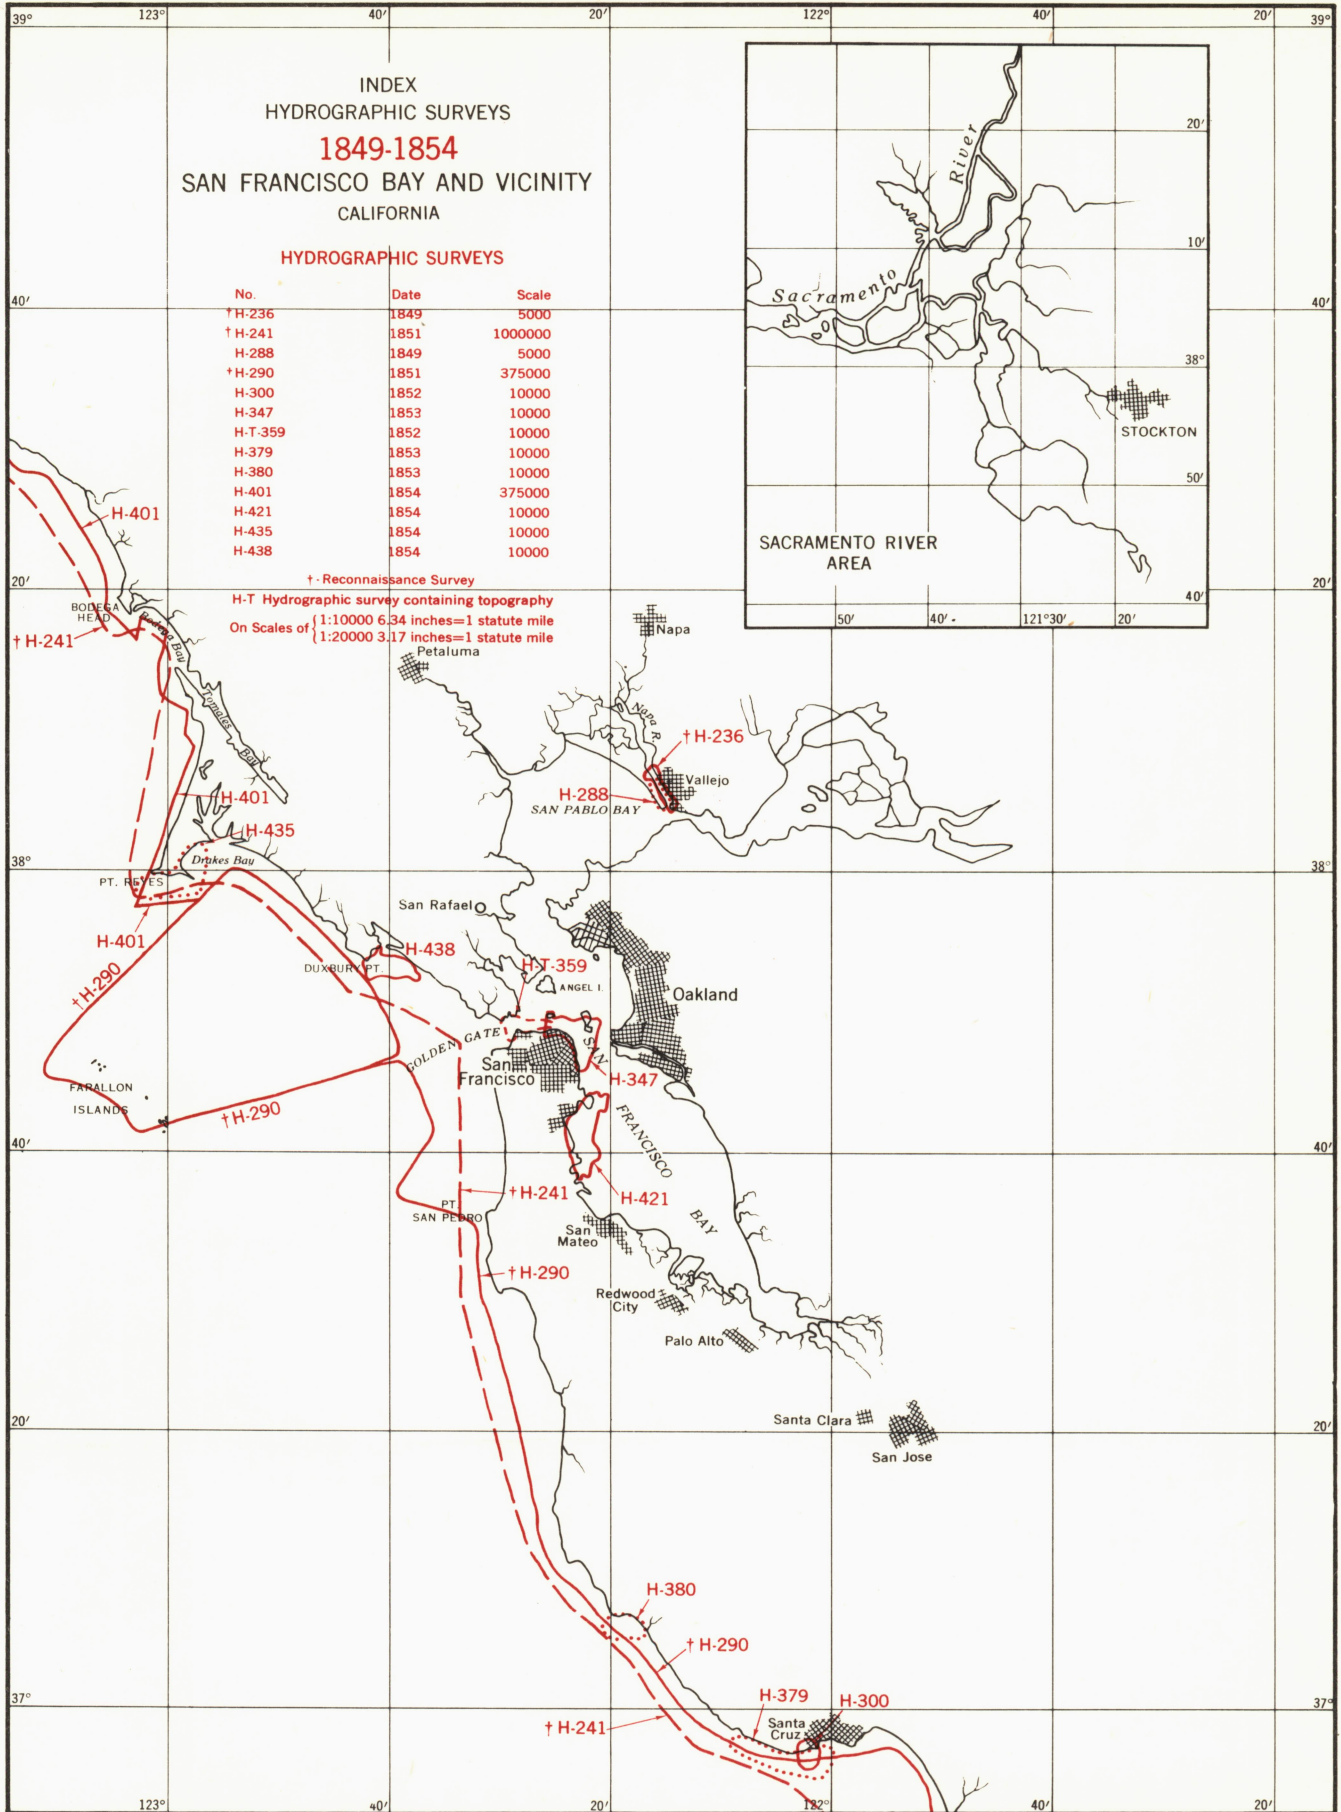 39° 123° 40′ 20′ 122° 40′ 20′ 39°
INDEX
HYDROGRAPHIC SURVEYS
1849-1854
SAN FRANCISCO BAY AND VICINITY
CALIFORNIA
HYDROGRAPHIC SURVEYS
No. Date Scale
†H-236 1849 5000
†H-241 1851 1000000
H-288 1849 5000
†H-290 1851 375000
H-300 1852 10000
H-347 1853 10000
H-T-359 1852 10000
H-379 1853 10000
H-380 1853 10000
H-401 1854 375000
H-421 1854 10000
H-435 1854 10000
H-438 1854 10000
† - Reconnaissance Survey
H-T Hydrographic survey containing topography
On Scales of {1:10000 6.34 inches=1 statute mile
{1:20000 3.17 inches=1 statute mile
River
20′
10′
Sacramento
38°
STOCKTON
50′
SACRAMENTO RIVER
AREA
40′
50′ 40′ 121°30′ 20′
40′
40′
H-401
20′
20′
BODEGA
HEAD
Bodega Bay
†H-241
Petaluma
Napa
Tomales
Bay
Napa R.
†H-236
Vallejo
H-288
SAN PABLO BAY
H-401
H-435
Drakes Bay
38°
38°
PT. REYES
San Rafael
H-401
H-438
DUXBURY PT.
H-T-359
†H-290
ANGEL I.
Oakland
GOLDEN GATE
San
Francisco
SAN
H-347
FARALLON
ISLANDS
†H-290
FRANCISCO
40′
40′
†H-241
H-421
PT.
SAN PEDRO
BAY
San
Mateo
†H-290
Redwood
City
Palo Alto
Santa Clara
20′
20′
San Jose
H-380
†H-290
37°
37°
H-379
H-300
†H-241
Santa
Cruz
123° 40′ 20′ 122° 40′ 20′